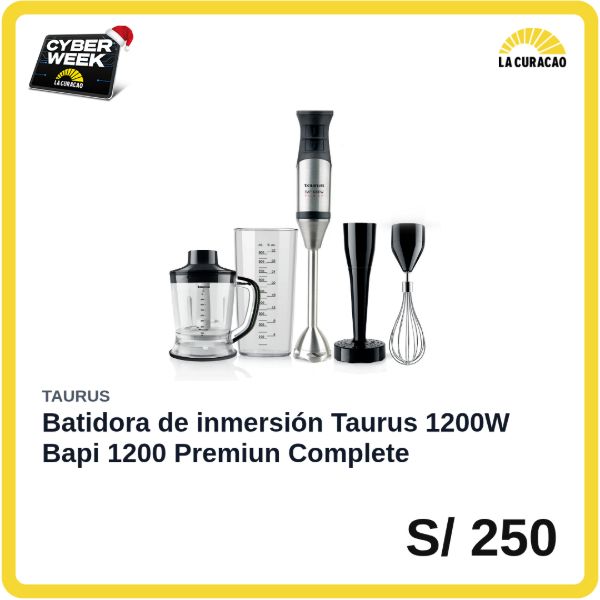 CYBER
WEEK
LA CURACAO
LA CURACAO
TAURUS
Batidora de inmersión Taurus 1200W
Bapi 1200 Premiun Complete
S/ 250